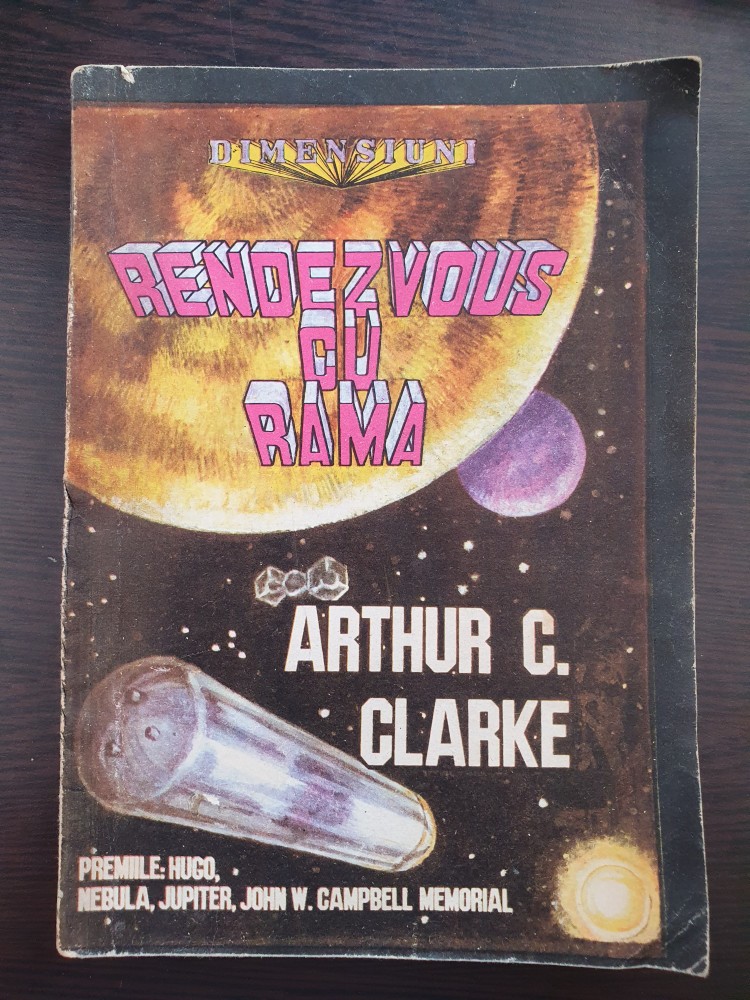 DIMENSIUNI
RENDEZVOUS
CU
RAMA
ARTHUR C.
CLARKE
PREMIILE: HUGO,
NEBULA, JUPITER, JOHN W. CAMPBELL MEMORIAL